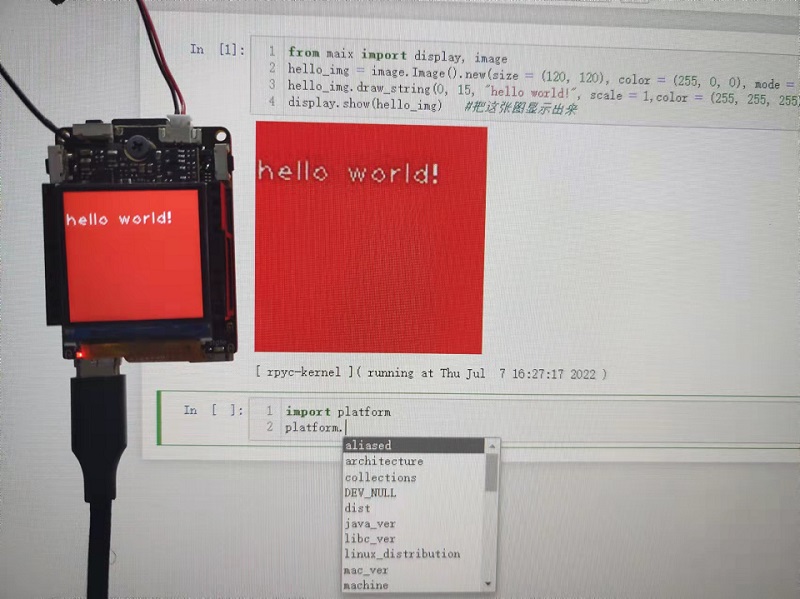 In [1]:
1 from maix import display, image
2 hello_img = image.Image().new(size = (120, 120), color = (255, 0, 0), mode =
3 hello_img.draw_string(0, 15, "hello world!", scale = 1,color = (255, 255, 255)
4 display.show(hello_img) #把这张图显示出来
hello world!
hello world!
[ rpyc-kernel ]( running at Thu Jul 7 16:27:17 2022 )
In [ ]:
1 import platform
2 platform.
aliased
architecture
collections
DEV_NULL
dist
java_ver
libc_ver
linux_distribution
mac_ver
machine